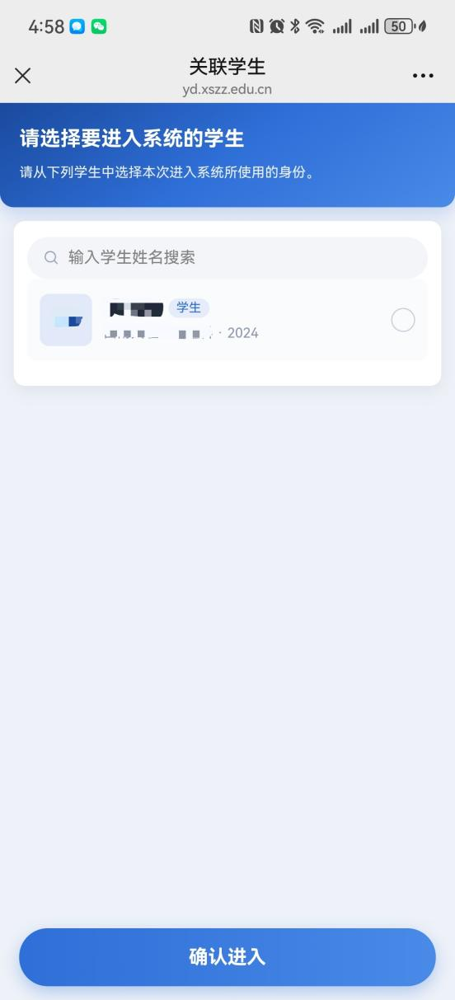 4:58
50
关联学生
yd.xszz.edu.cn
请选择要进入系统的学生
请从下列学生中选择本次进入系统所使用的身份。
输入学生姓名搜索
学生
· 2024
确认进入